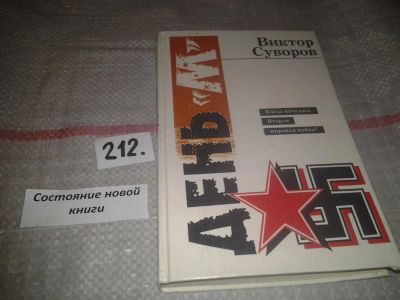 Виктор
Суворов
ДЕНЬ «М»
Когда началась
Вторая
мировая война?
212.
Состояние новой
книги